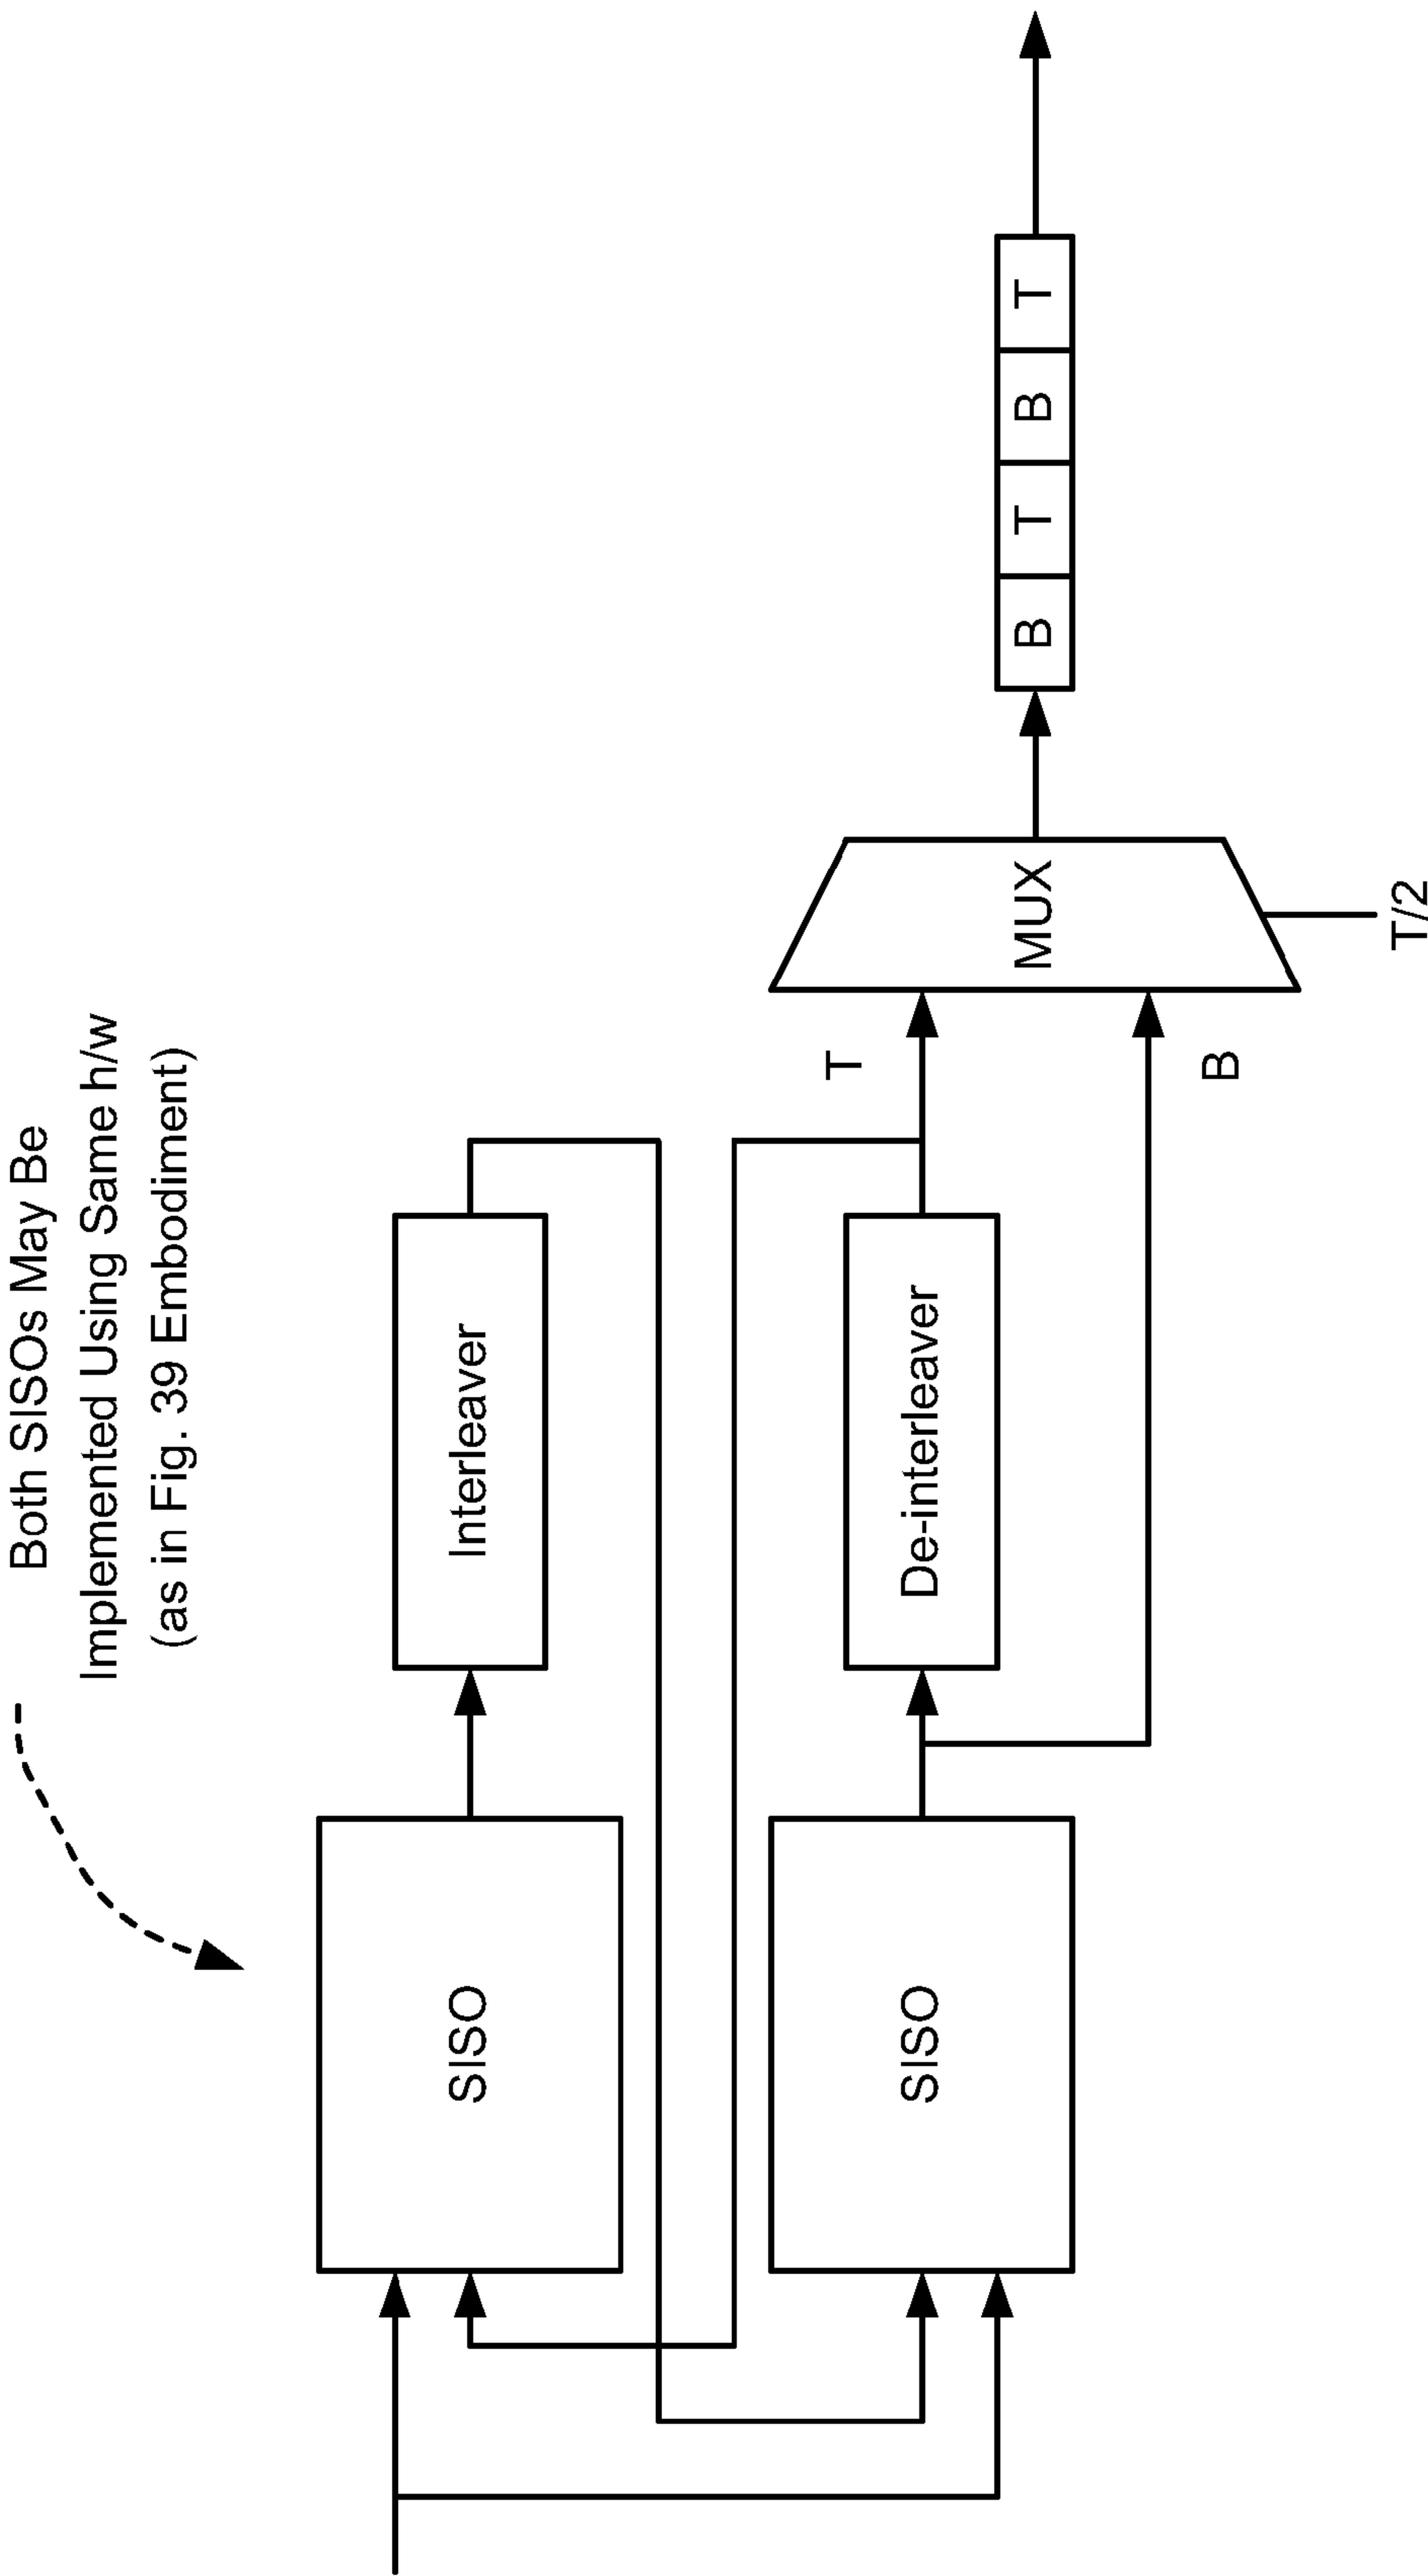 Both SISOs May Be
Implemented Using Same h/w
(as in Fig. 39 Embodiment)
SISO
Interleaver
SISO
De-interleaver
T
B
MUX
T/2
B
T
B
T